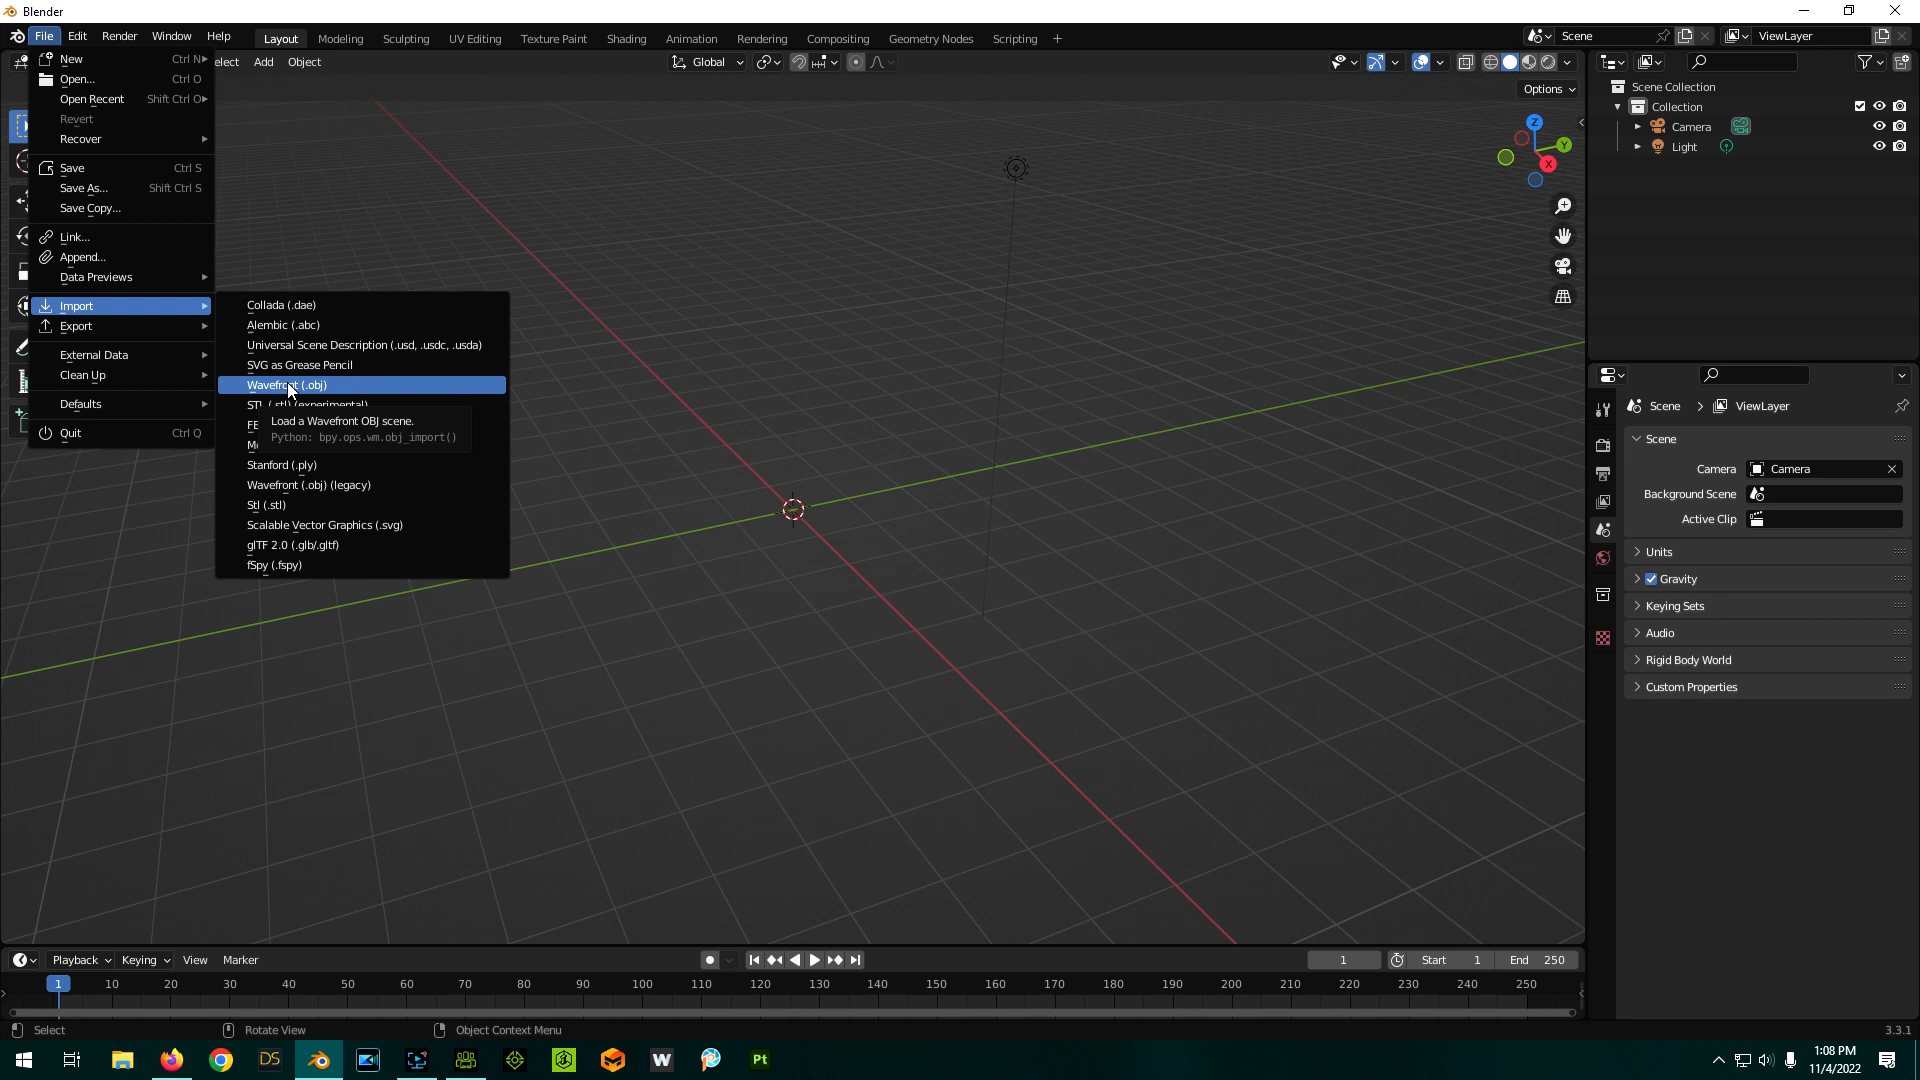 Blender
File Edit Render Window Help
Layout Modeling Sculpting UV Editing Texture Paint Shading Animation Rendering Compositing Geometry Nodes Scripting +
Scene ViewLayer
elect Add Object
Global
Options
New Ctrl N
Open... Ctrl O
Open Recent Shift Ctrl O
Revert
Recover
Save Ctrl S
Save As... Shift Ctrl S
Save Copy...
Link...
Append...
Data Previews
Import
Export
External Data
Clean Up
Defaults
Quit Ctrl Q
Collada (.dae)
Alembic (.abc)
Universal Scene Description (.usd, .usdc, .usda)
SVG as Grease Pencil
Wavefront (.obj)
STL (.stl) (experimental)
Load a Wavefront OBJ scene.
Python: bpy.ops.wm.obj_import()
Stanford (.ply)
Wavefront (.obj) (legacy)
Stl (.stl)
Scalable Vector Graphics (.svg)
glTF 2.0 (.glb/.gltf)
fSpy (.fspy)
Z
Y
X
Scene Collection
Collection
Camera
Light
Scene > ViewLayer
Scene
Camera Camera
Background Scene
Active Clip
Units
Gravity
Keying Sets
Audio
Rigid Body World
Custom Properties
Playback Keying View Marker
1 Start 1 End 250
1 10 20 30 40 50 60 70 80 90 100 110 120 130 140 150 160 170 180 190 200 210 220 230 240 250
Select Rotate View Object Context Menu
3.3.1
DS W Pt
1:08 PM
11/4/2022